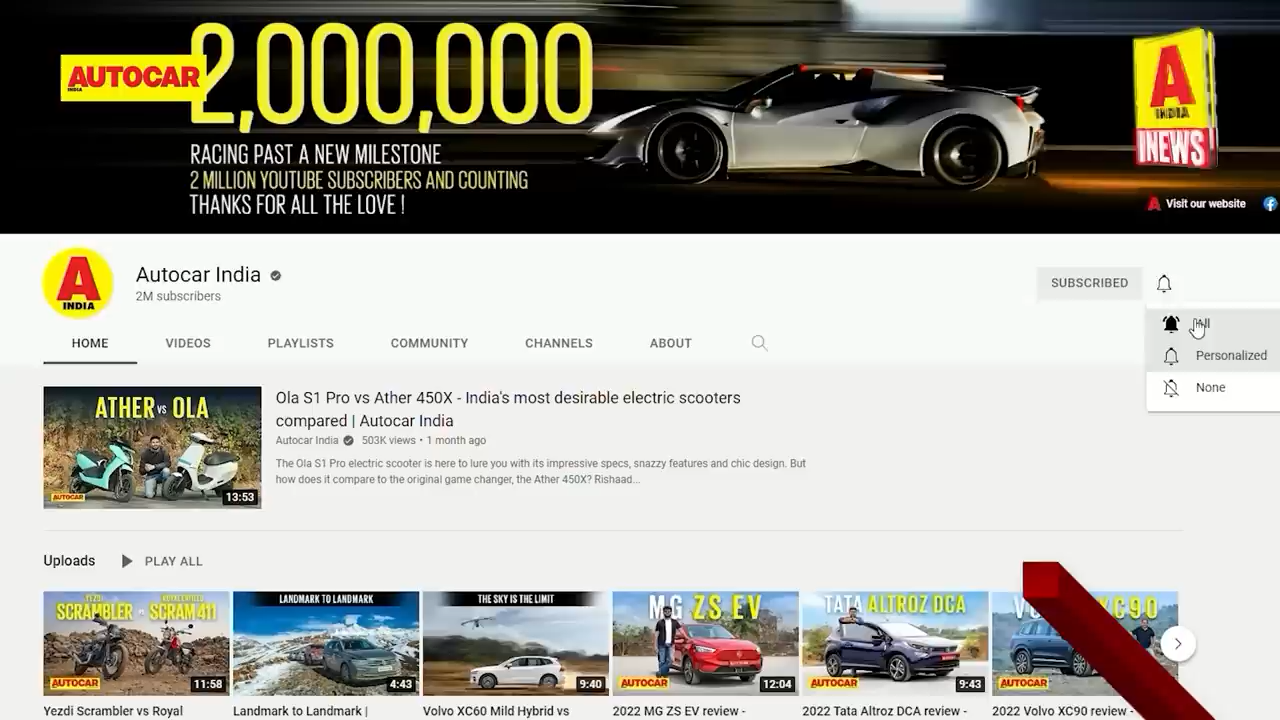 AUTOCAR
INDIA
2,000,000
RACING PAST A NEW MILESTONE
2 MILLION YOUTUBE SUBSCRIBERS AND COUNTING
THANKS FOR ALL THE LOVE !
A
INDIA
NEWS
Visit our website
A
INDIA
Autocar India
2M subscribers
SUBSCRIBED
All
Personalized
None
HOME
VIDEOS
PLAYLISTS
COMMUNITY
CHANNELS
ABOUT
ATHER VS OLA
AUTOCAR
13:53
Ola S1 Pro vs Ather 450X - India's most desirable electric scooters
compared | Autocar India
Autocar India
503K views • 1 month ago
The Ola S1 Pro electric scooter is here to lure you with its impressive specs, snazzy features and chic design. But
how does it compare to the original game changer, the Ather 450X? Rishaad...
Uploads
PLAY ALL
YEZDI
SCRAMBLER
ROYAL ENFIELD
SCRAM 411
AUTOCAR
11:58
Yezdi Scrambler vs Royal
LANDMARK TO LANDMARK
4:43
Landmark to Landmark |
THE SKY IS THE LIMIT
9:40
Volvo XC60 Mild Hybrid vs
MG ZS EV
AUTOCAR
12:04
2022 MG ZS EV review -
TATA ALTROZ DCA
AUTOCAR
9:43
2022 Tata Altroz DCA review -
XC90
AUTOCAR
2022 Volvo XC90 review -